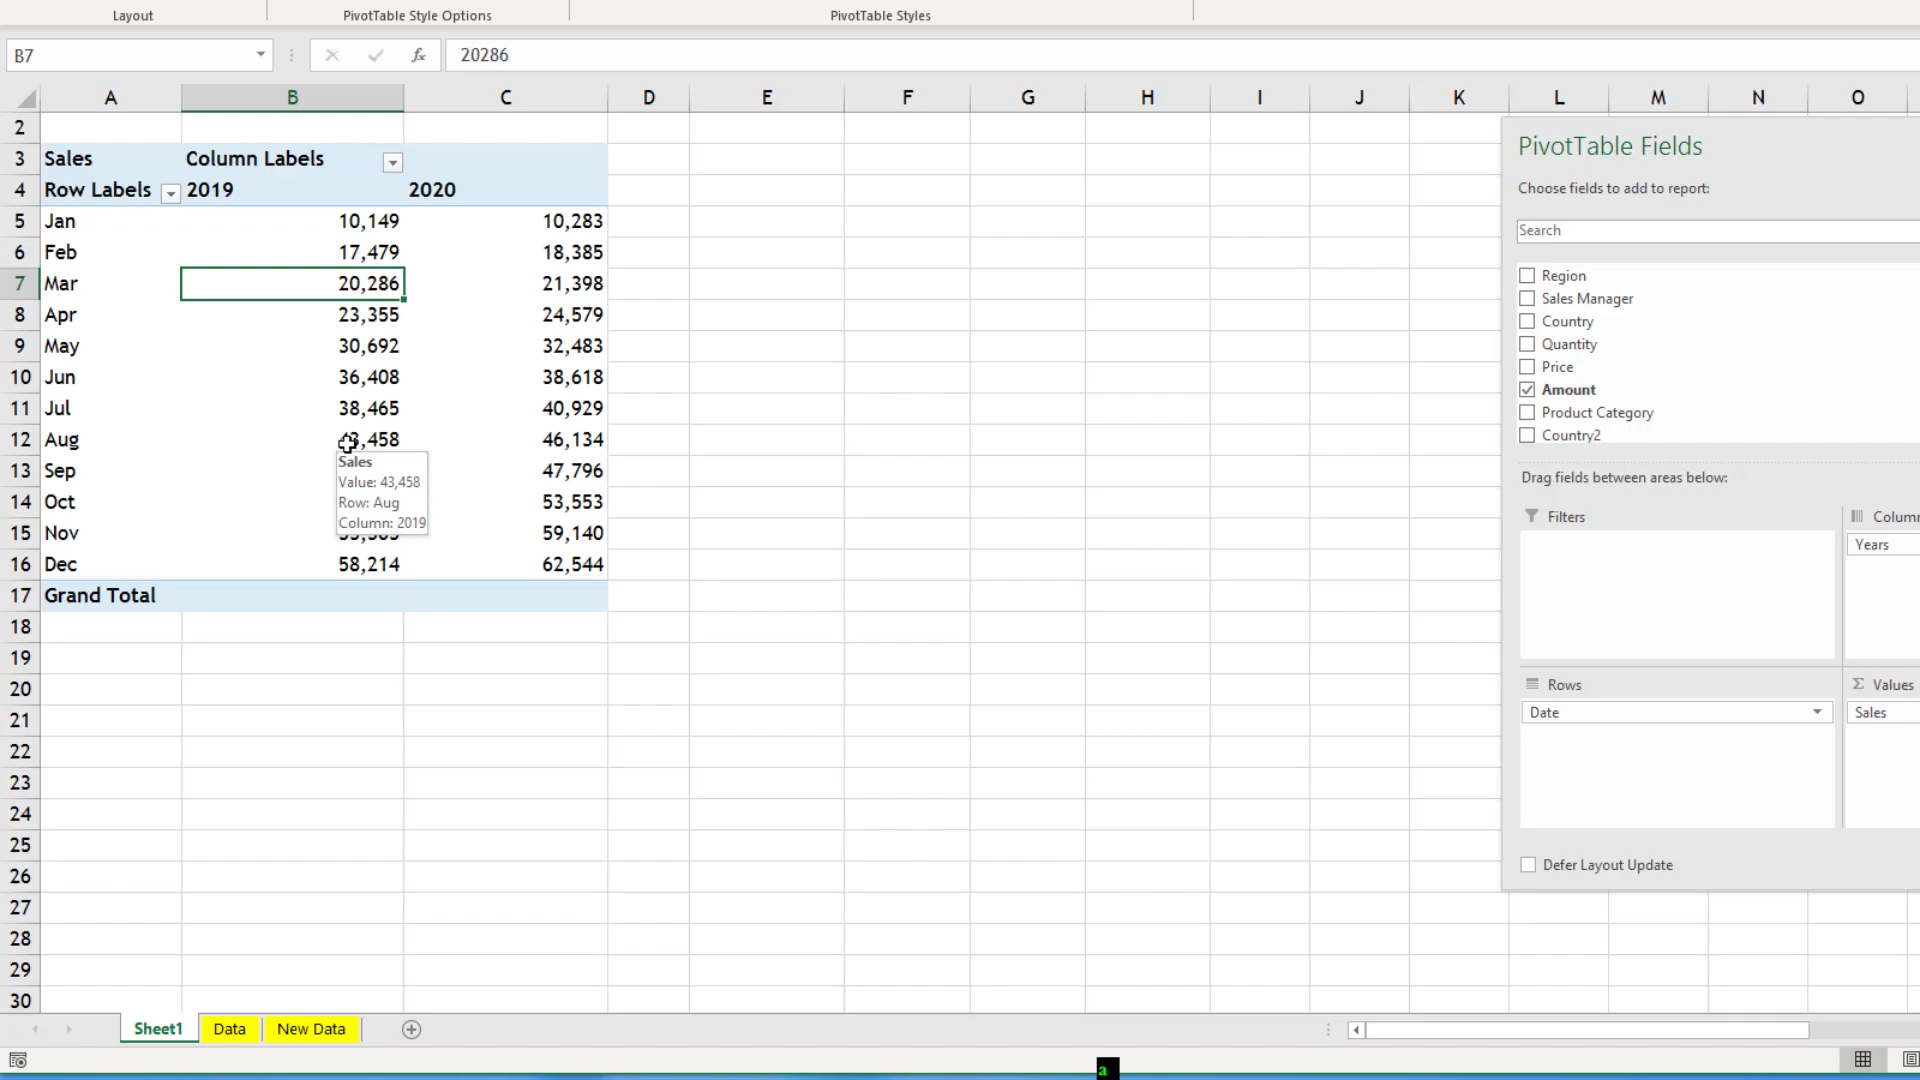 Layout PivotTable Style Options PivotTable Styles
B7 fx 20286
A B C D E F G H I J K L M N O
2
3 Sales Column Labels
4 Row Labels 2019 2020
5 Jan 10,149 10,283
6 Feb 17,479 18,385
7 Mar 20,286 21,398
8 Apr 23,355 24,579
9 May 30,692 32,483
10 Jun 36,408 38,618
11 Jul 38,465 40,929
12 Aug 43,458 46,134
13 Sep 47,796
14 Oct 53,553
15 Nov 59,140
16 Dec 58,214 62,544
17 Grand Total
18
19
20
21
22
23
24
25
26
27
28
29
30
Sales
Value: 43,458
Row: Aug
Column: 2019
PivotTable Fields
Choose fields to add to report:
Search
Region
Sales Manager
Country
Quantity
Price
Amount
Product Category
Country2
Drag fields between areas below:
Filters
Column
Years
Rows
Date
Σ Values
Sales
Defer Layout Update
Sheet1 Data New Data
a